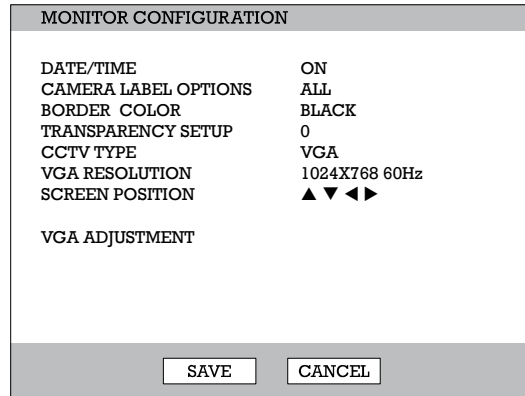 MONITOR CONFIGURATION
DATE/TIME ON
CAMERA LABEL OPTIONS ALL
BORDER COLOR BLACK
TRANSPARENCY SETUP 0
CCTV TYPE VGA
VGA RESOLUTION 1024X768 60Hz
SCREEN POSITION ▲ ▼ ◀ ▶
VGA ADJUSTMENT
SAVE CANCEL